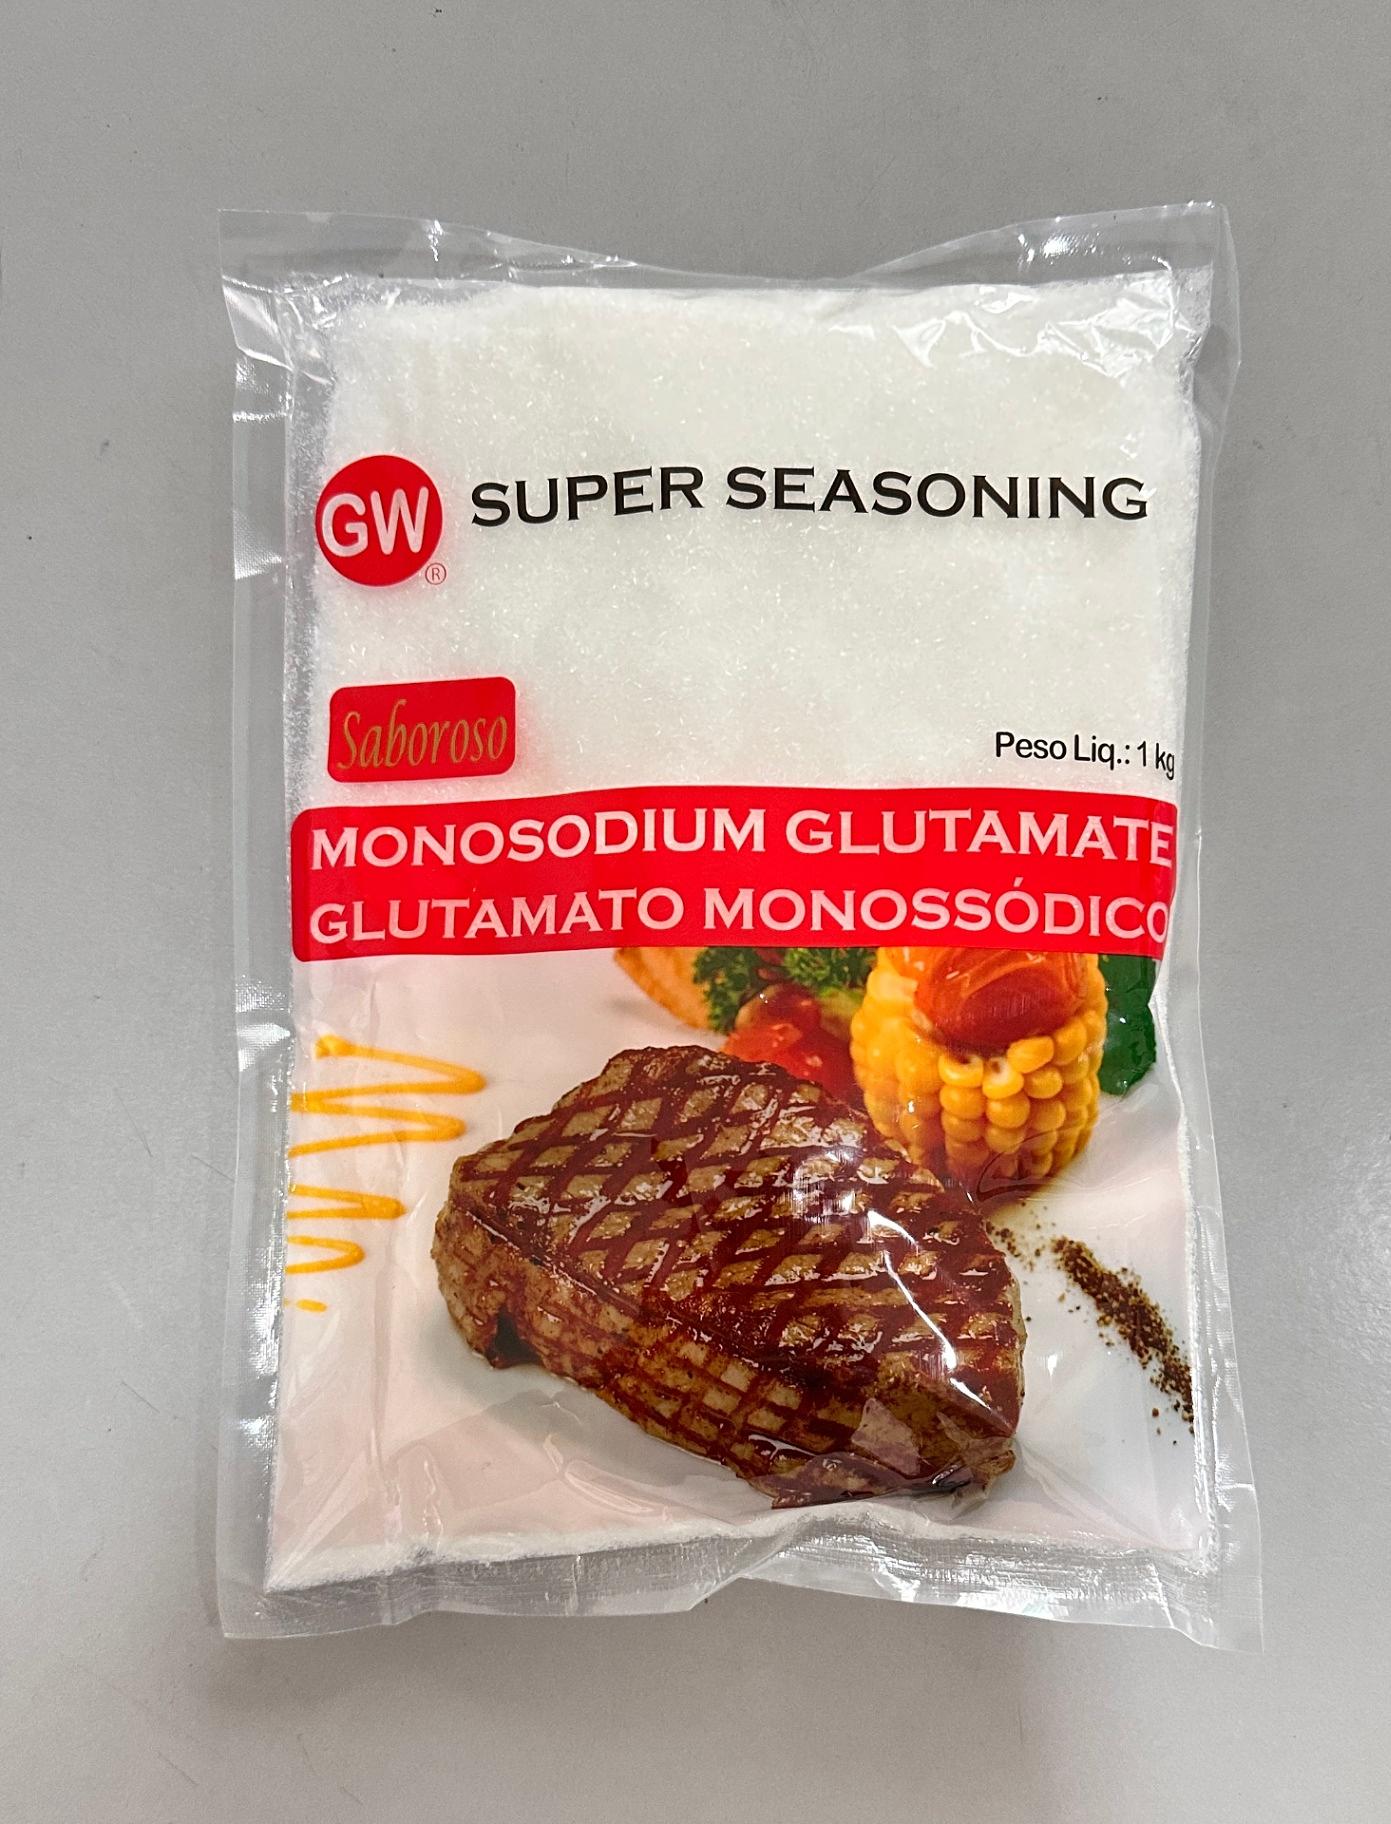 GW
®
SUPER SEASONING
Saboroso
Peso Liq.: 1 kg
MONOSODIUM GLUTAMATE
GLUTAMATO MONOSSÓDICO